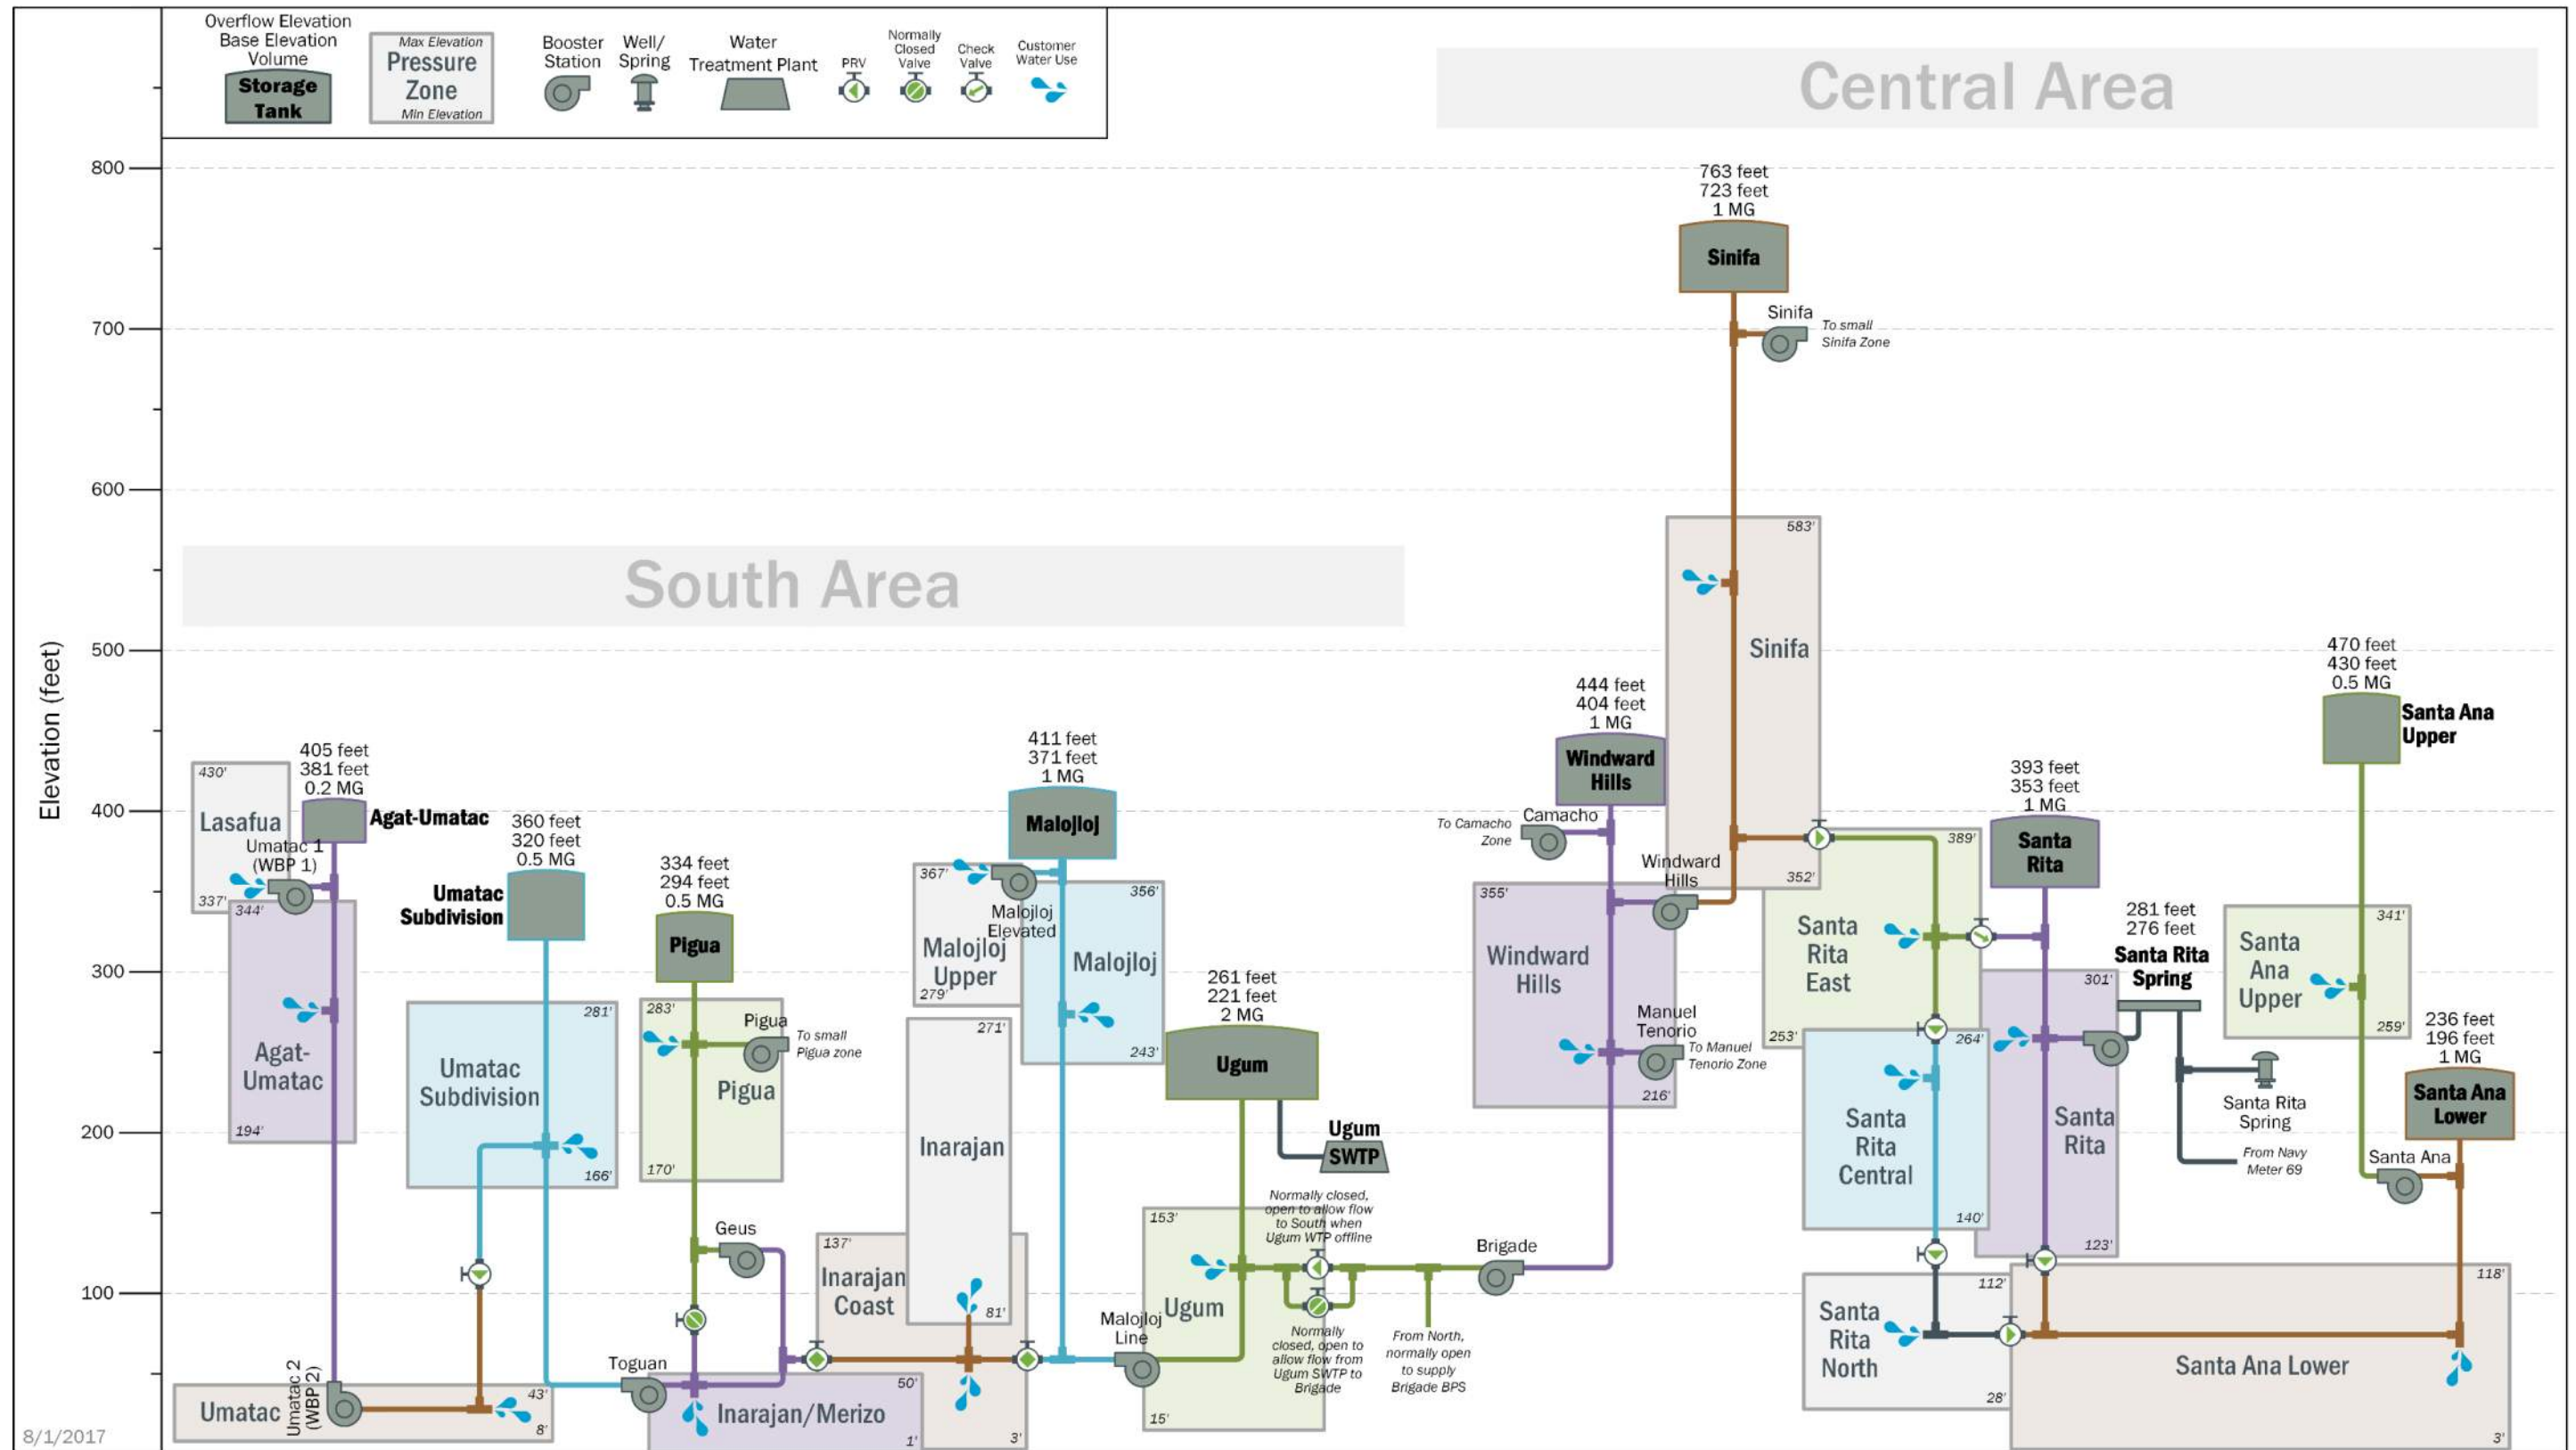 Overflow Elevation
Base Elevation
Volume
Storage
Tank
Max Elevation
Pressure
Zone
Min Elevation
Booster
Station
Well/
Spring
Water
Treatment Plant
PRV
Normally
Closed
Valve
Check
Valve
Customer
Water Use
Central Area
South Area
Elevation (feet)
800
700
600
500
400
300
200
100
430'
Lasafua
337'
Umatac 1
(WBP 1)
405 feet
381 feet
0.2 MG
Agat-Umatac
344'
Agat-
Umatac
194'
Umatac
Umatac 2
(WBP 2)
43'
8'
360 feet
320 feet
0.5 MG
Umatac
Subdivision
281'
Umatac
Subdivision
166'
Toguan
334 feet
294 feet
0.5 MG
Pigua
283'
Pigua
To small
Pigua zone
Pigua
170'
Geus
50'
Inarajan/Merizo
1'
137'
Inarajan
Coast
3'
271'
Inarajan
81'
411 feet
371 feet
1 MG
Malojloj
367'
Malojloj
Elevated
Malojloj
Upper
279'
356'
Malojloj
243'
Malojloj
Line
261 feet
221 feet
2 MG
Ugum
Ugum
SWTP
153'
Ugum
15'
Normally closed,
open to allow flow
to South when
Ugum WTP offline
Normally
closed, open to
allow flow from
Ugum SWTP to
Brigade
From North,
normally open
to supply
Brigade BPS
Brigade
444 feet
404 feet
1 MG
Windward
Hills
Camacho
To Camacho
Zone
355'
Windward
Hills
216'
Windward
Hills
Manuel
Tenorio
To Manuel
Tenorio Zone
763 feet
723 feet
1 MG
Sinifa
Sinifa
To small
Sinifa Zone
583'
Sinifa
352'
389'
Santa
Rita
East
253'
264'
Santa
Rita
Central
140'
112'
Santa
Rita
North
28'
393 feet
353 feet
1 MG
Santa
Rita
301'
Santa
Rita
123'
281 feet
276 feet
Santa Rita
Spring
Santa Rita
Spring
From Navy
Meter 69
470 feet
430 feet
0.5 MG
Santa Ana
Upper
341'
Santa
Ana
Upper
259'
Santa Ana
236 feet
196 feet
1 MG
Santa Ana
Lower
118'
Santa Ana Lower
3'
8/1/2017